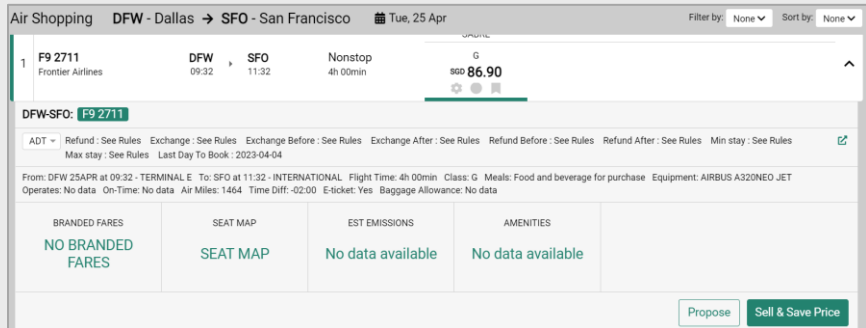 Air Shopping DFW - Dallas → SFO - San Francisco Tue, 25 Apr Filter by: None Sort by: None
SABRE
1 F9 2711 DFW SFO Nonstop G
Frontier Airlines 09:32 11:32 4h 00min SGD 86.90
DFW-SFO: F9 2711
ADT Refund : See Rules Exchange : See Rules Exchange Before : See Rules Exchange After : See Rules Refund Before : See Rules Refund After : See Rules Min stay : See Rules
Max stay : See Rules Last Day To Book : 2023-04-04
From: DFW 25APR at 09:32 - TERMINAL E To: SFO at 11:32 - INTERNATIONAL Flight Time: 4h 00min Class: G Meals: Food and beverage for purchase Equipment: AIRBUS A320NEO JET
Operates: No data On-Time: No data Air Miles: 1464 Time Diff: -02:00 E-ticket: Yes Baggage Allowance: No data
BRANDED FARES SEAT MAP EST EMISSIONS AMENITIES
NO BRANDED FARES SEAT MAP No data available No data available
Propose Sell & Save Price